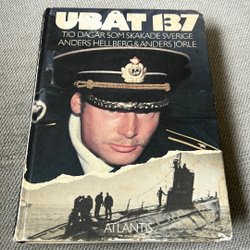 UBÅT 137
TIO DAGAR SOM SKAKADE SVERIGE
ANDERS HELLBERG & ANDERS JÖRLE
ATLANTIS